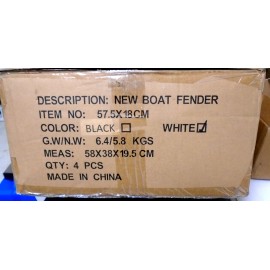 DESCRIPTION: NEW BOAT FENDER
ITEM NO: 57.5X18CM
COLOR: BLACK☐ WHITE☑
G.W/N.W: 6.4/5.8 KGS
MEAS: 58X38X19.5 CM
QTY: 4 PCS
MADE IN CHINA